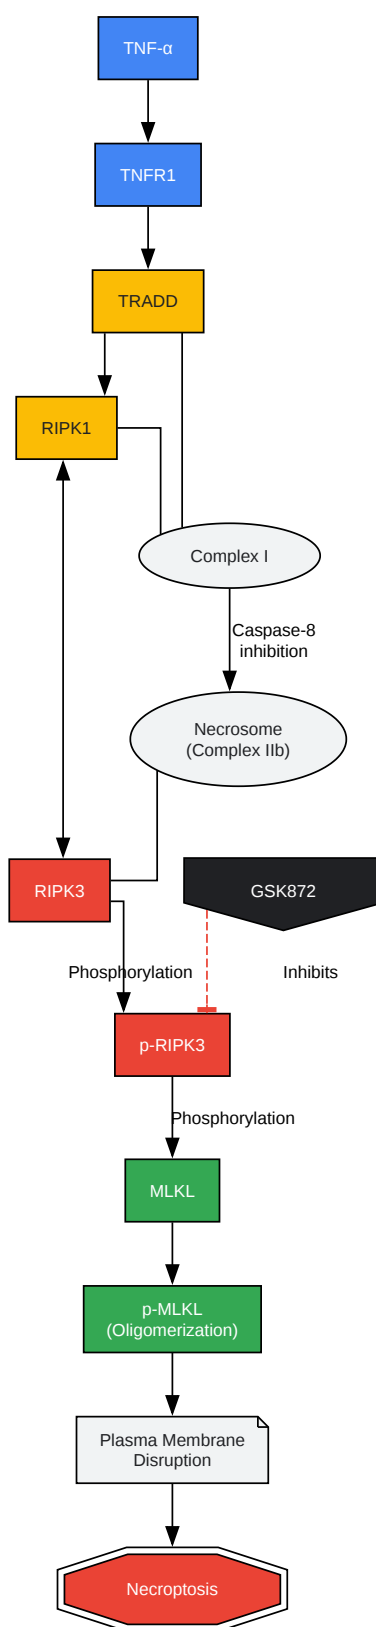 TNF-α
TNFR1
TRADD
RIPK1
Complex I
Caspase-8
inhibition
Necrosome
(Complex IIb)
RIPK3
GSK872
Phosphorylation
Inhibits
p-RIPK3
Phosphorylation
MLKL
p-MLKL
(Oligomerization)
Plasma Membrane
Disruption
Necroptosis